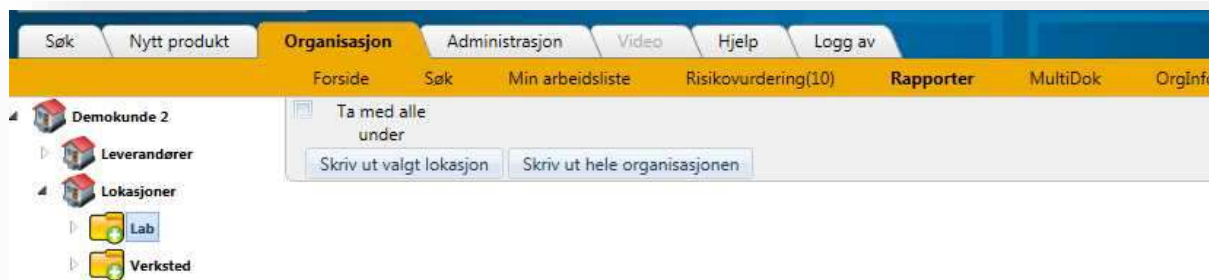 Søk Nytt produkt Organisasjon Administrasjon Video Hjelp Logg av
Forside Søk Min arbeidsliste Risikovurdering(10) Rapporter MultiDok OrgInfo
Demokunde 2
Leverandører
Lokasjoner
Lab
Verksted
Ta med alle
under
Skriv ut valgt lokasjon Skriv ut hele organisasjonen